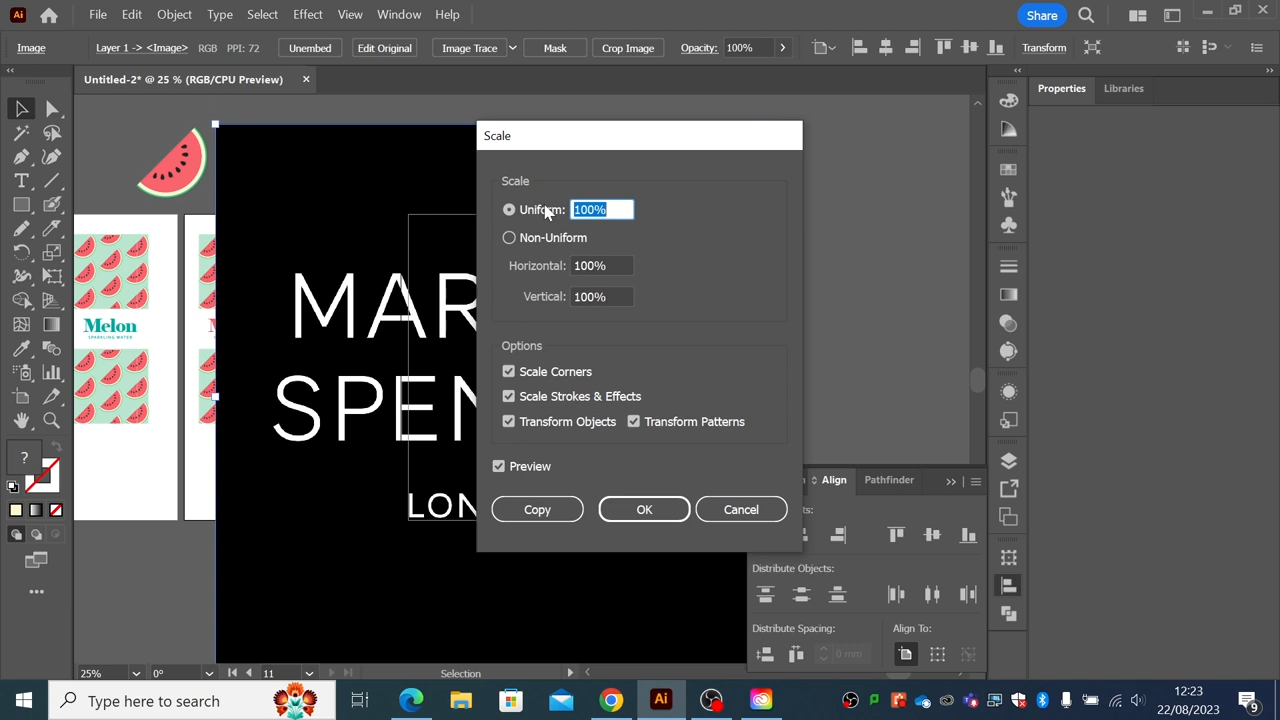 Ai File Edit Object Type Select Effect View Window Help Share
Image Layer 1 -> <Image> RGB PPI: 72 Unembed Edit Original Image Trace Mask Crop Image Opacity: 100% Transform
Untitled-2* @ 25 % (RGB/CPU Preview) ×
Properties Libraries
Scale
Scale
Uniform: 100%
Non-Uniform
Horizontal: 100%
Vertical: 100%
Options
Scale Corners
Scale Strokes & Effects
Transform Objects Transform Patterns
Preview
Copy OK Cancel
MAR
SPEN
LON
Melon
SPARKLING WATER
?
Align Pathfinder
Distribute Objects:
Distribute Spacing: Align To:
0 mm
25% 0° 11 Selection
Type here to search
Ai
12:23
22/08/2023
9